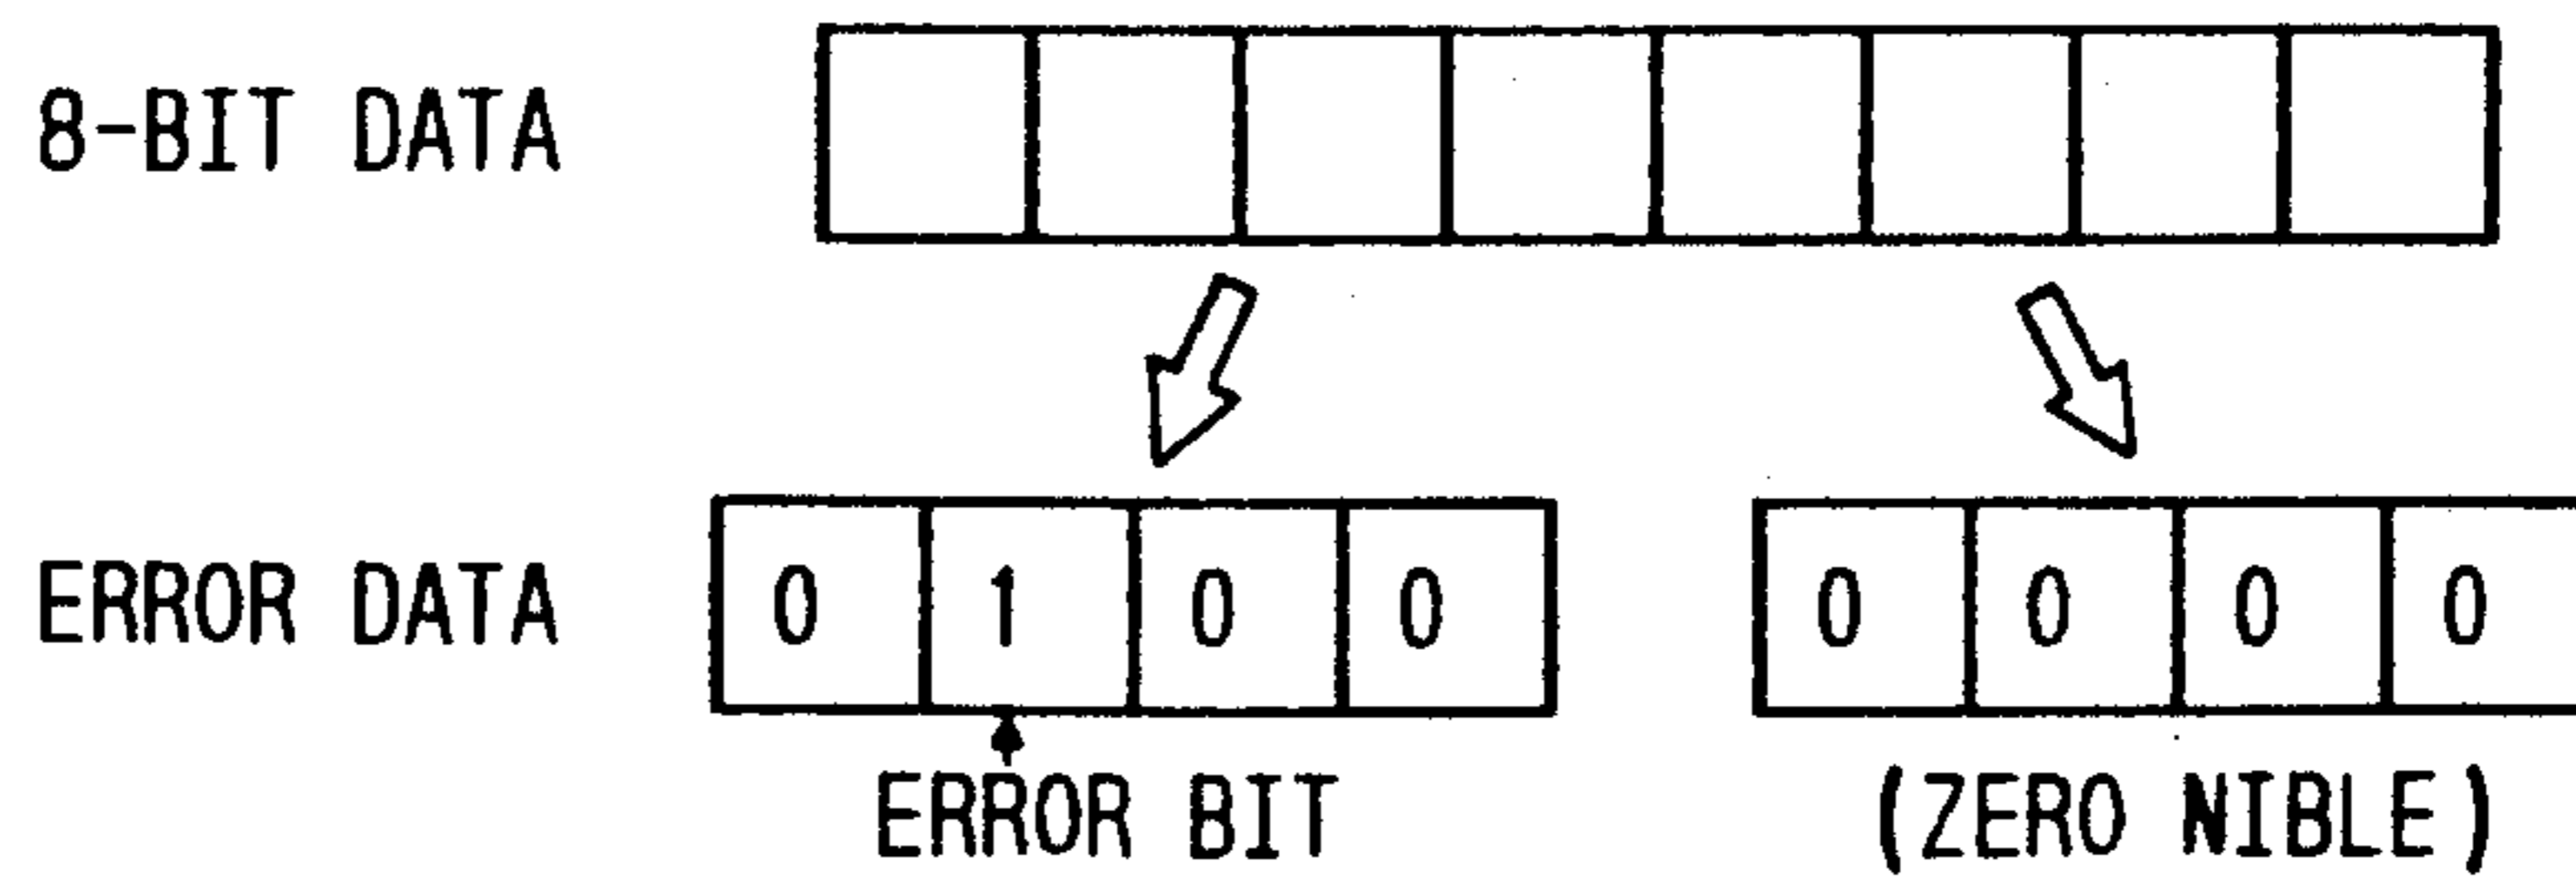 8-BIT DATA
ERROR DATA 0 1 0 0 0 0 0 0
ERROR BIT (ZERO NIBLE)